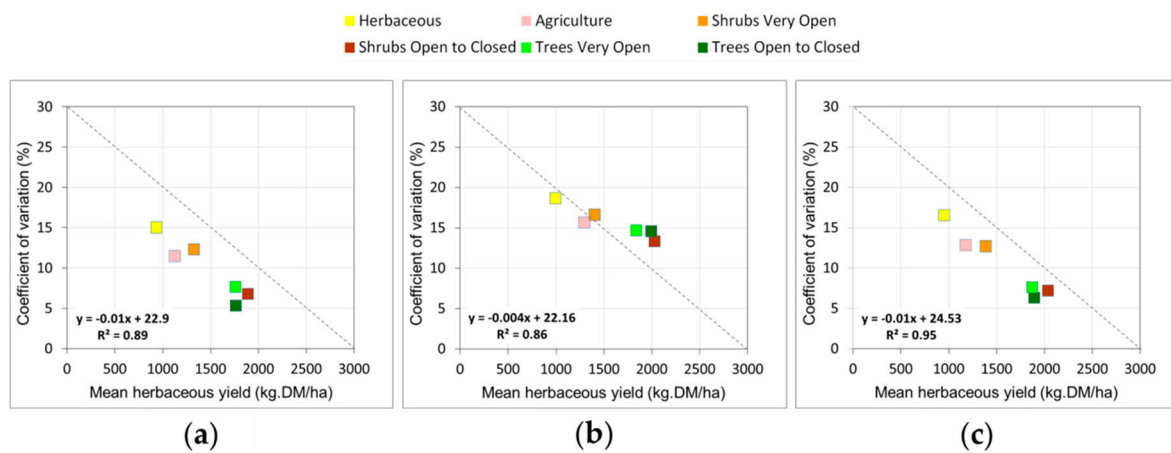 Herbaceous Agriculture Shrubs Very Open
Shrubs Open to Closed Trees Very Open Trees Open to Closed
Coefficient of variation (%)
30
25
20
15
10
5
0
y = -0.01x + 22.9
R² = 0.89
0 500 1000 1500 2000 2500 3000
Mean herbaceous yield (kg.DM/ha)
(a)
Coefficient of variation (%)
30
25
20
15
10
5
0
y = -0.004x + 22.16
R² = 0.86
0 500 1000 1500 2000 2500 3000
Mean herbaceous yield (kg.DM/ha)
(b)
Coefficient of variation (%)
30
25
20
15
10
5
0
y = -0.01x + 24.53
R² = 0.95
0 500 1000 1500 2000 2500 3000
Mean herbaceous yield (kg.DM/ha)
(c)